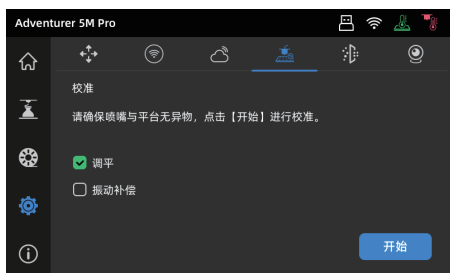 Adventurer 5M Pro
校准
请确保喷嘴与平台无异物，点击【开始】进行校准。
调平
振动补偿
开始